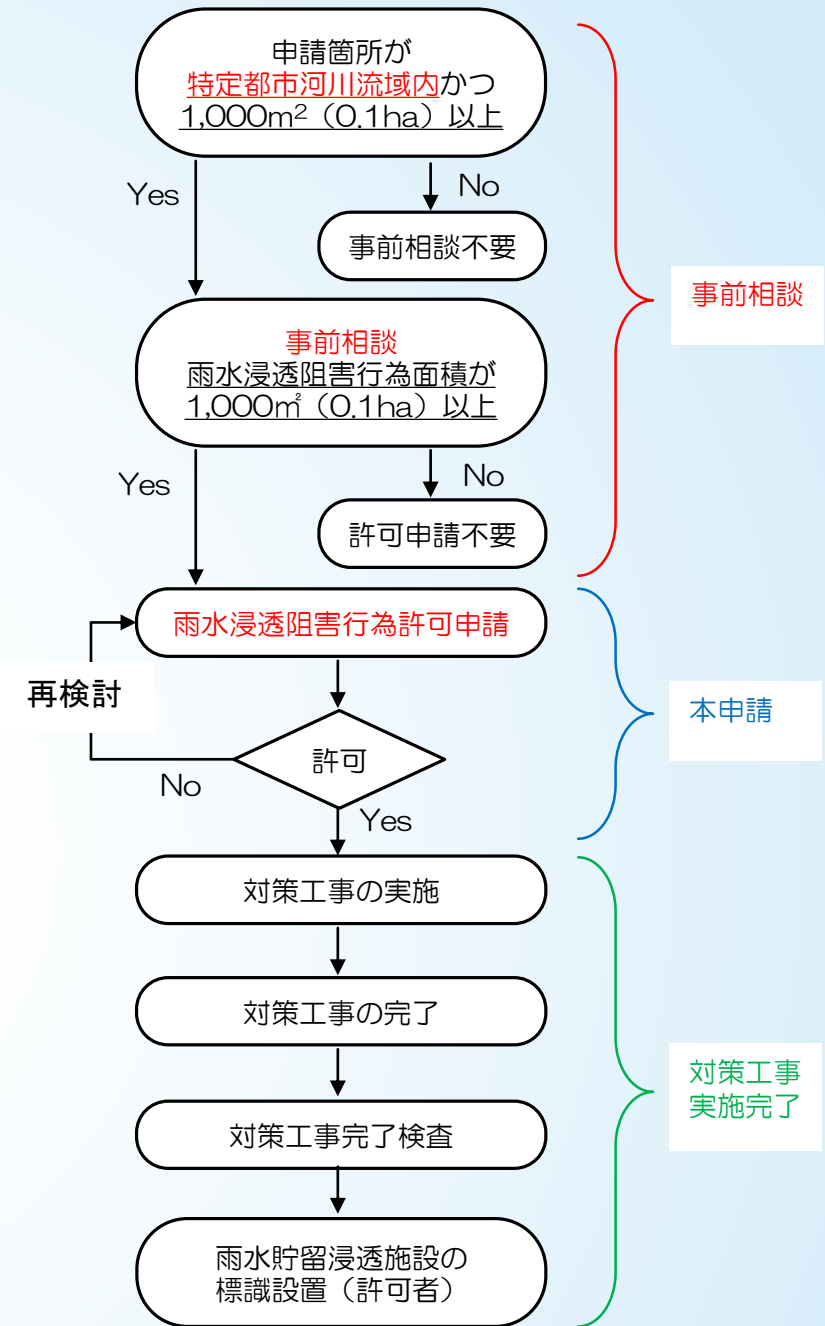 申請箇所が
特定都市河川流域内かつ
1,000m²（0.1ha）以上
Yes
No
事前相談不要
事前相談
事前相談
雨水浸透阻害行為面積が
1,000㎡（0.1ha）以上
Yes
No
許可申請不要
雨水浸透阻害行為許可申請
再検討
本申請
許可
No
Yes
対策工事の実施
対策工事の完了
対策工事
実施完了
対策工事完了検査
雨水貯留浸透施設の
標識設置（許可者）